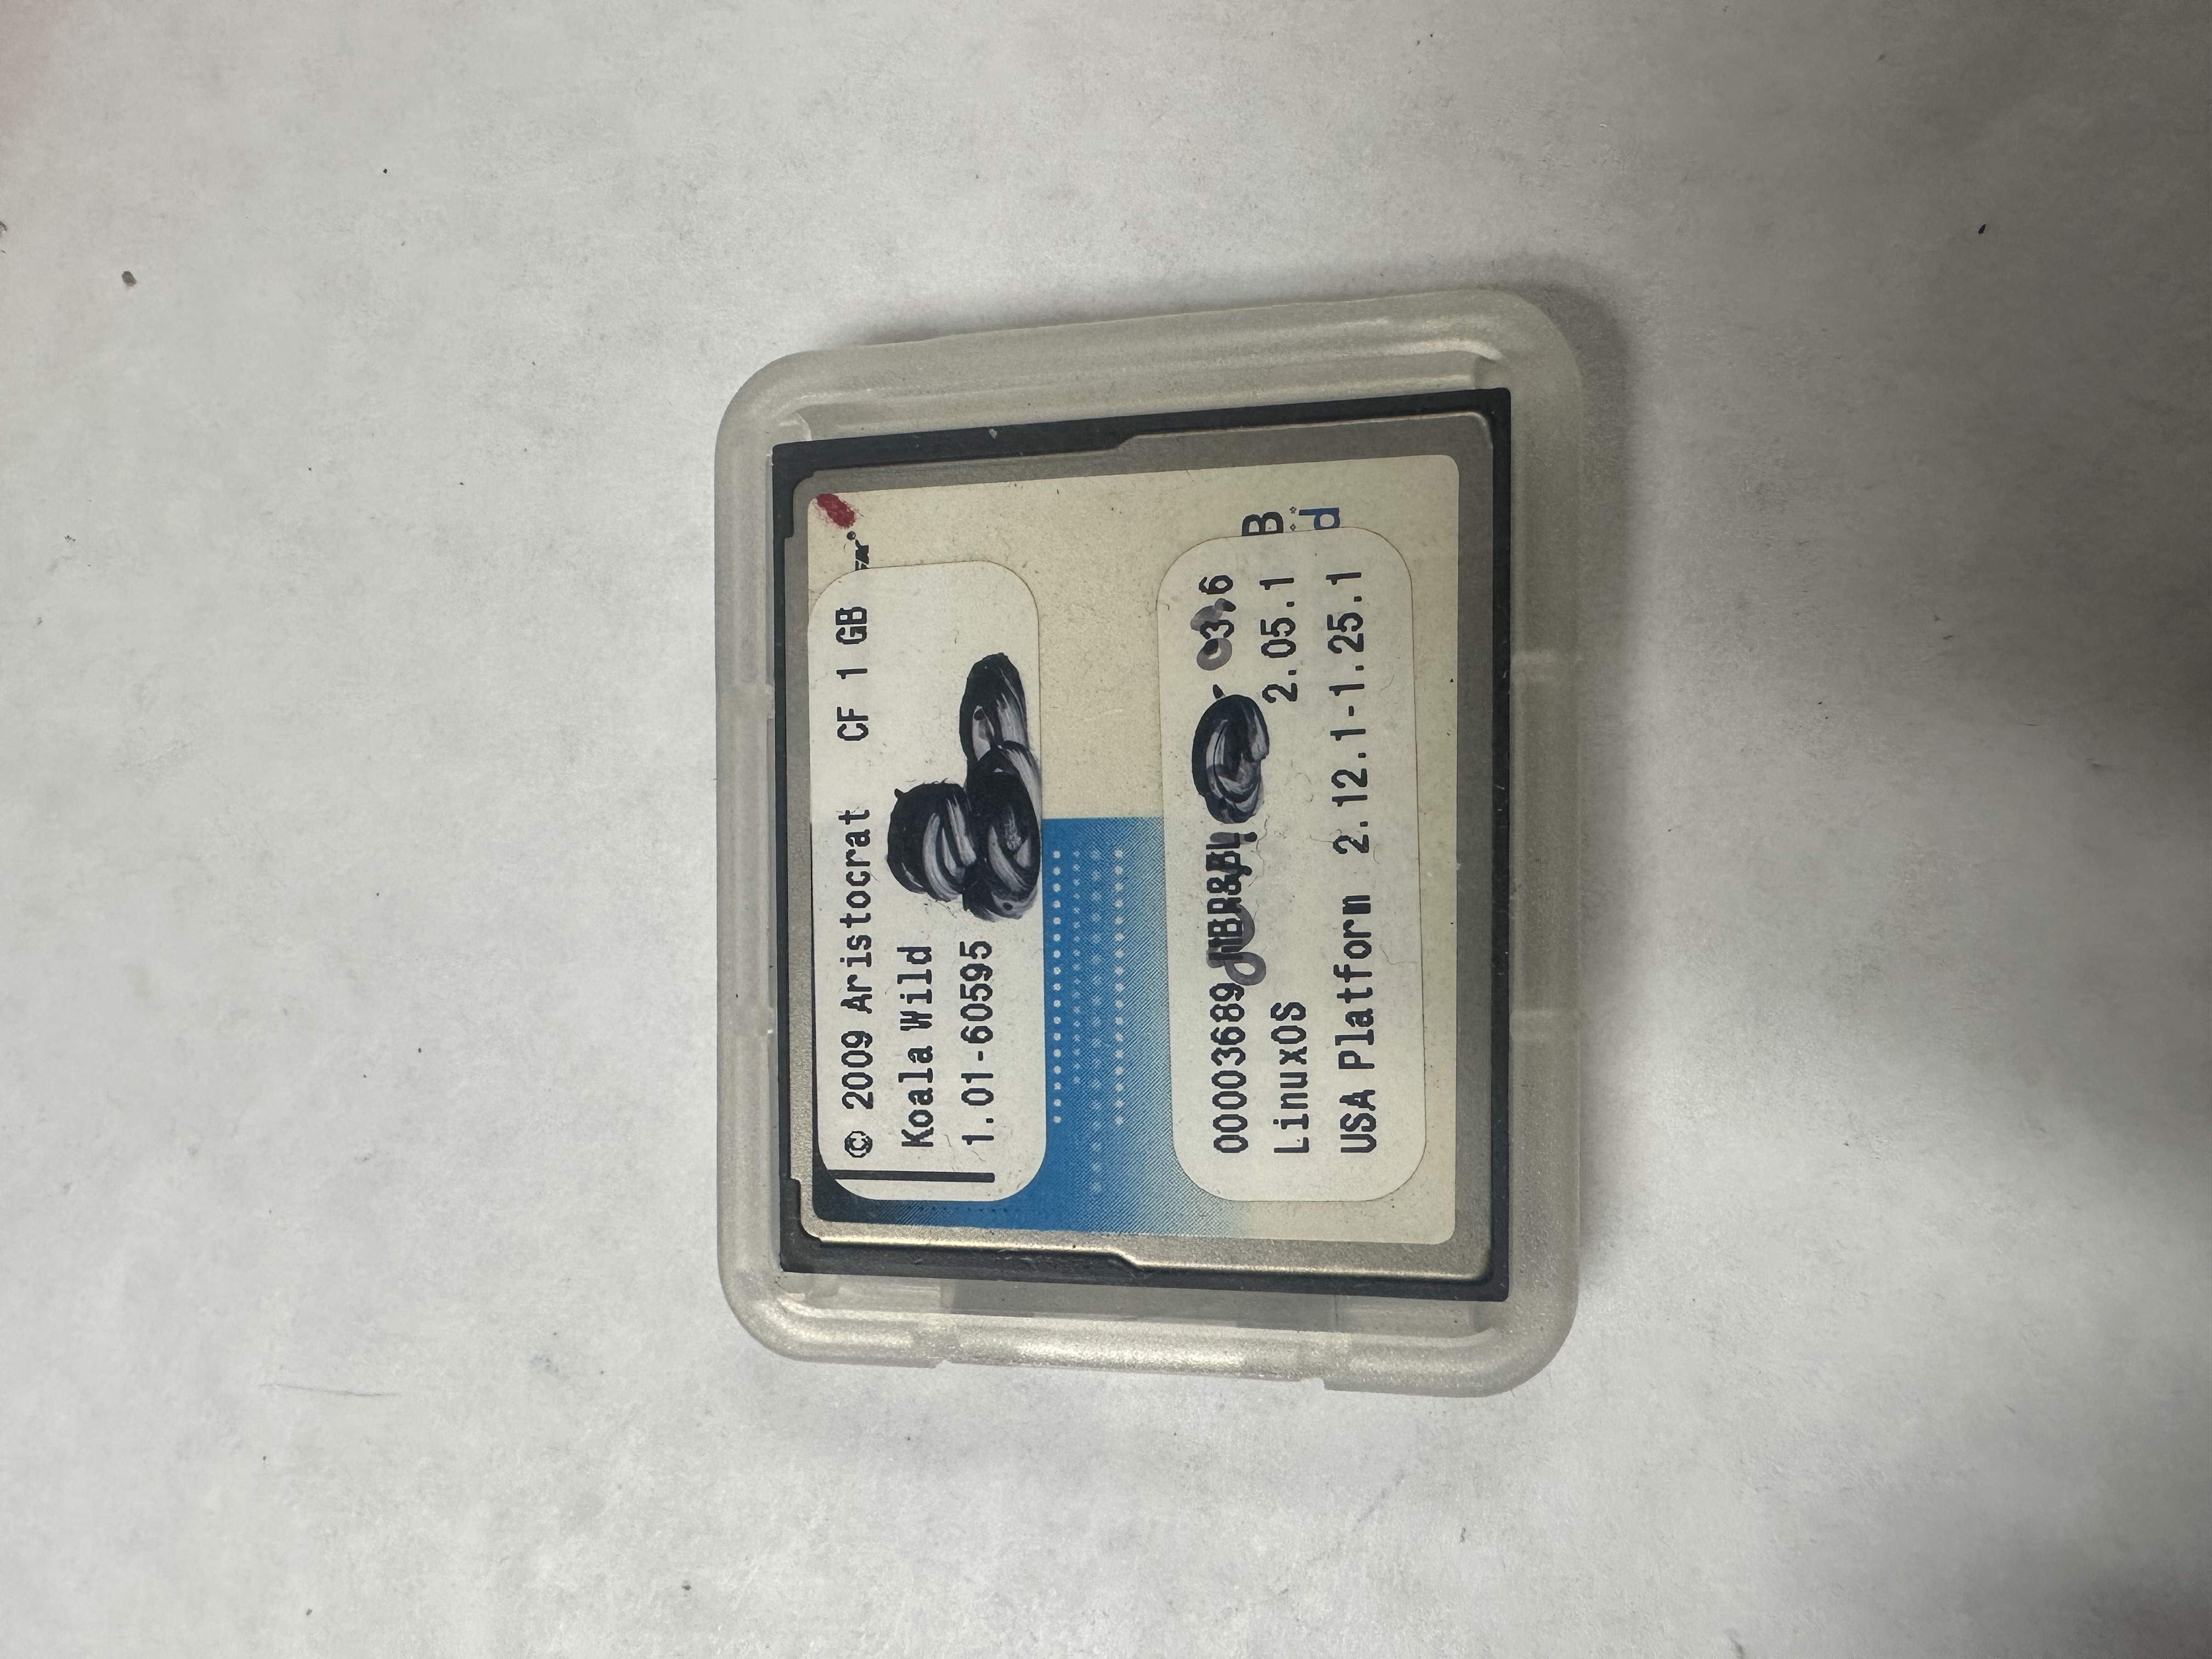 © 2009 Aristocrat CF 1 GB
Koala Wild
1.01-60595
00003689
LinuxOS 2.05.1
USA Platform 2.12.1-1.25.1
B
d